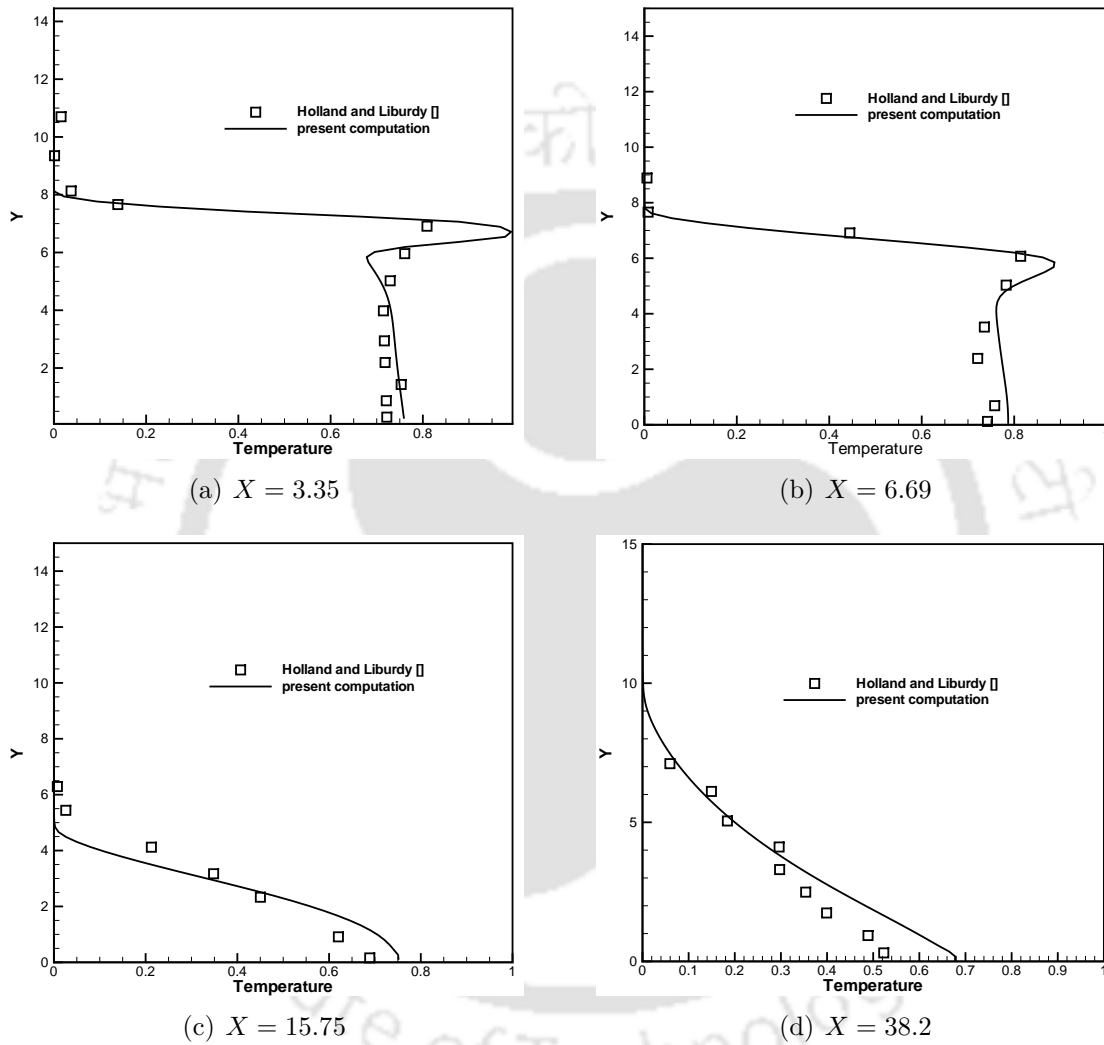 14
12
10
8
6
4
2
Y
0 0.2 0.4 0.6 0.8
Temperature
Holland and Liburdy []
present computation
(a) X = 3.35
14
12
10
8
6
4
2
0
Y
0 0.2 0.4 0.6 0.8
Temperature
Holland and Liburdy []
present computation
(b) X = 6.69
14
12
10
8
6
4
2
0
Y
0 0.2 0.4 0.6 0.8 1
Temperature
Holland and Liburdy []
present computation
(c) X = 15.75
15
10
5
0
Y
0 0.1 0.2 0.3 0.4 0.5 0.6 0.7 0.8 0.9 1
Temperature
Holland and Liburdy []
present computation
(d) X = 38.2